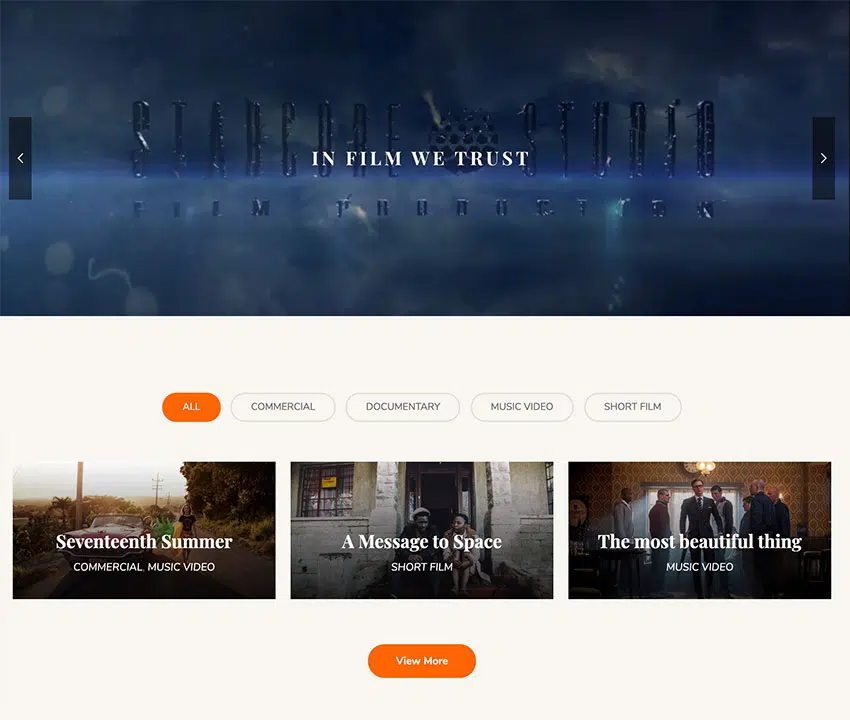 STARCORE STUDIO
IN FILM WE TRUST
FILM PRODUCTION
ALL
COMMERCIAL
DOCUMENTARY
MUSIC VIDEO
SHORT FILM
Seventeenth Summer
COMMERCIAL, MUSIC VIDEO
A Message to Space
SHORT FILM
The most beautiful thing
MUSIC VIDEO
View More